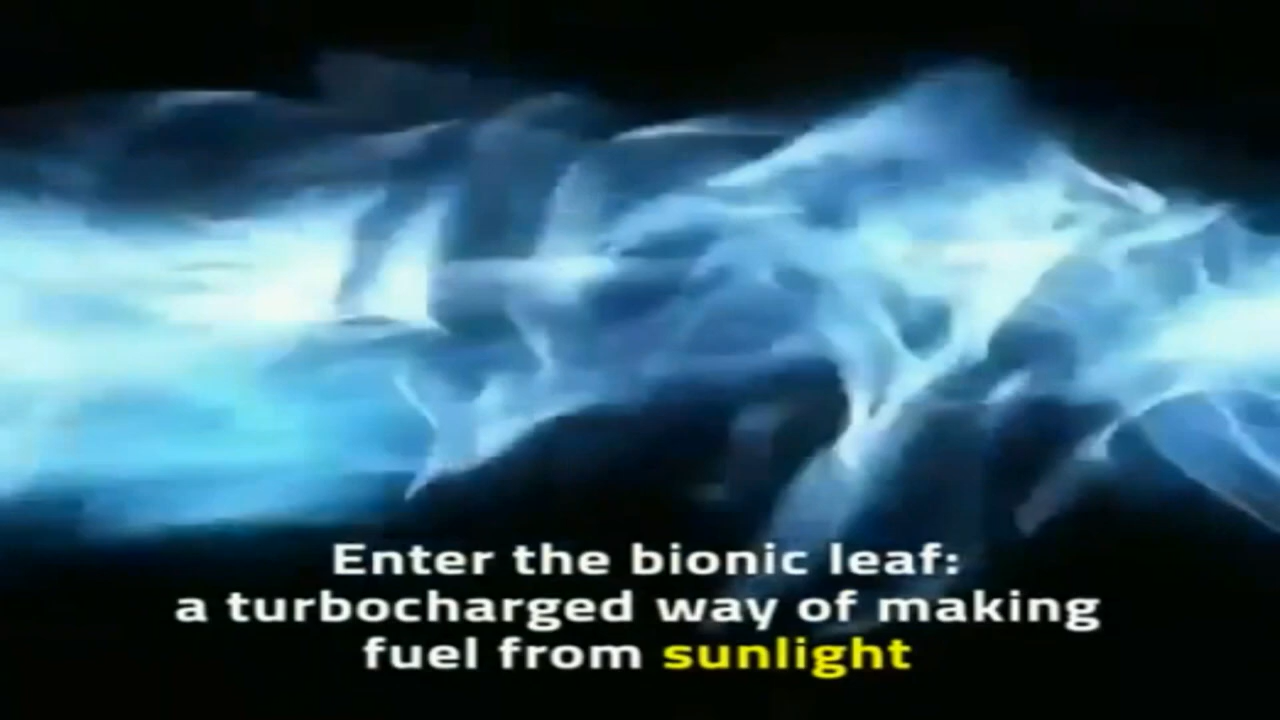 Enter the bionic leaf:
a turbocharged way of making
fuel from sunlight